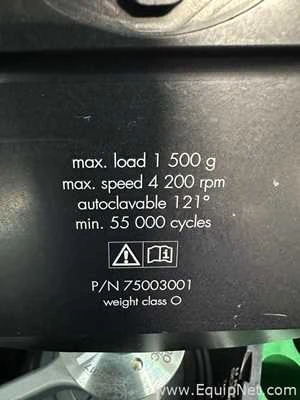 max. load 1 500 g
max. speed 4 200 rpm
autoclavable 121°
min. 55 000 cycles
P/N 75003001
weight class O
www.EquipNet.com